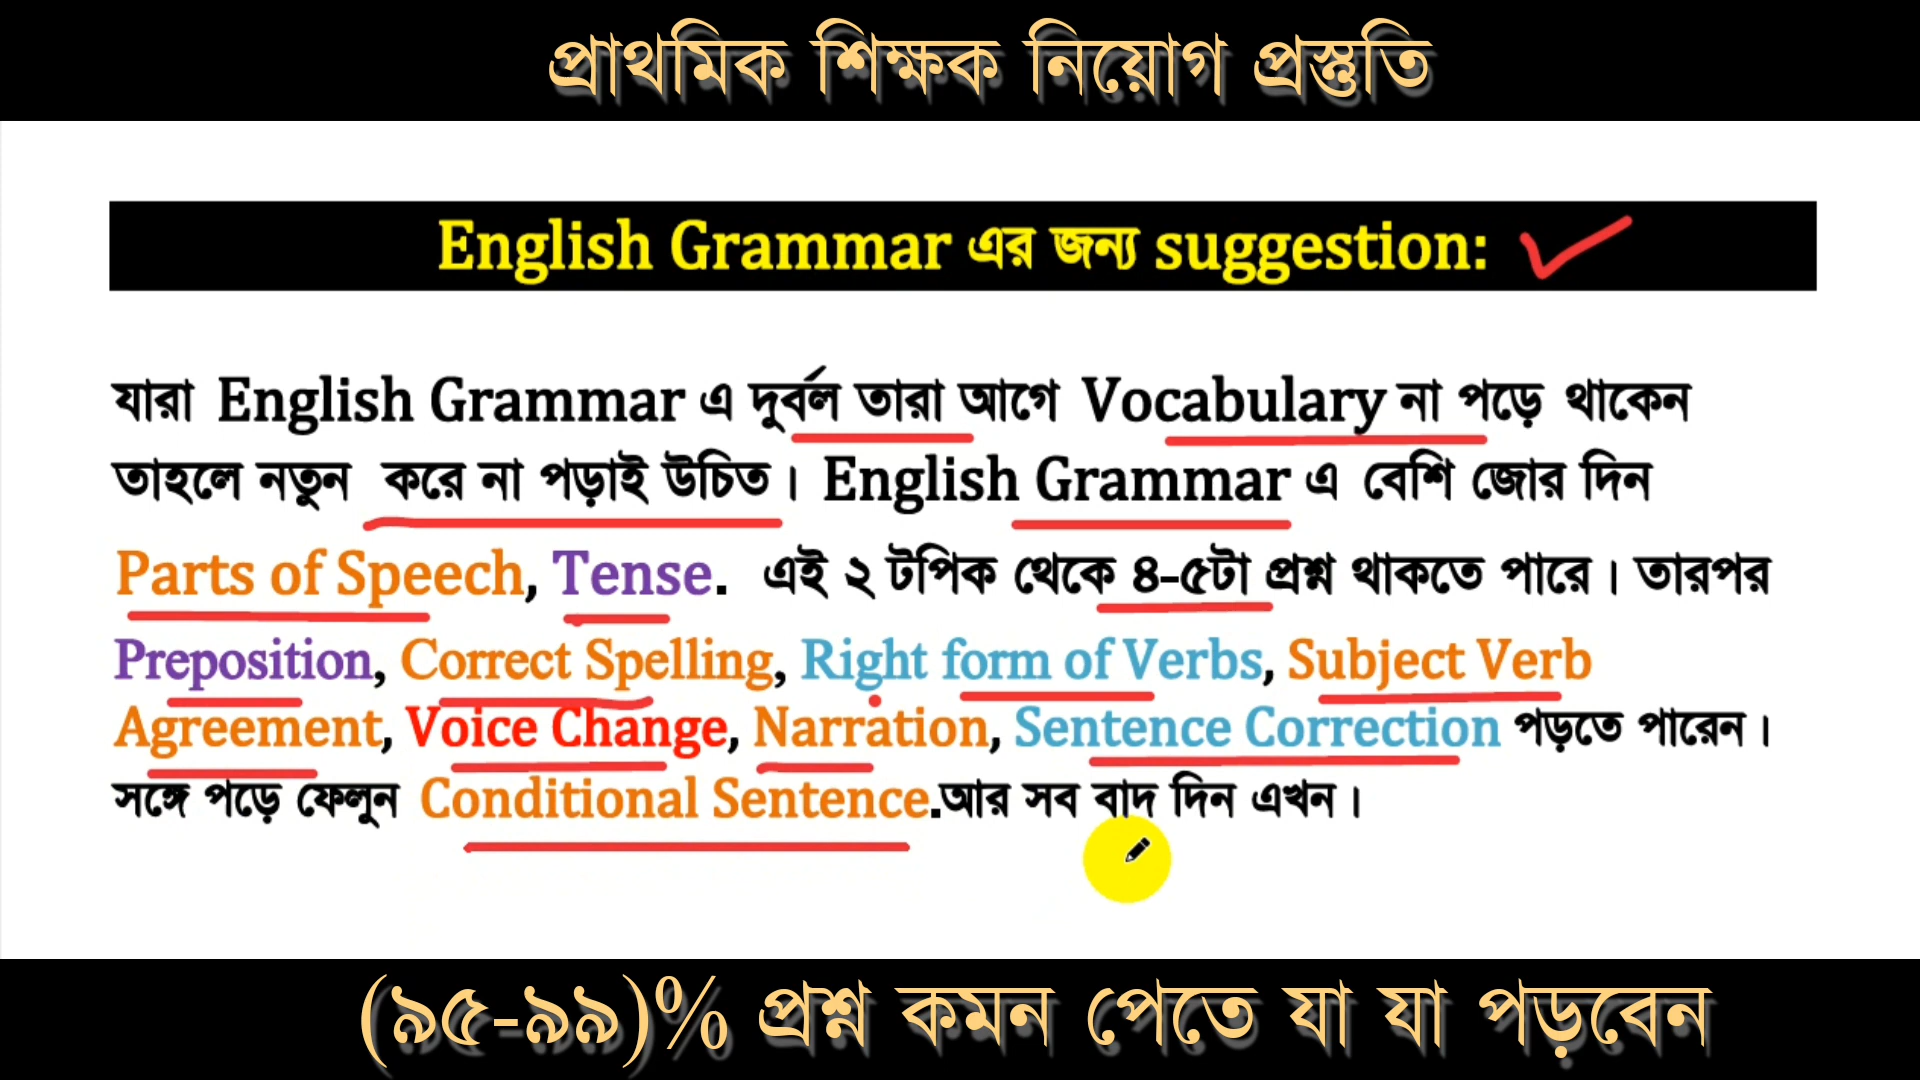 প্রাথমিক শিক্ষক নিয়োগ প্রস্তুতি
English Grammar এর জন্য suggestion:
যারা English Grammar এ দুর্বল তারা আগে Vocabulary না পড়ে থাকেন
তাহলে নতুন করে না পড়াই উচিত। English Grammar এ বেশি জোর দিন
Parts of Speech, Tense. এই ২ টপিক থেকে ৪-৫টা প্রশ্ন থাকতে পারে। তারপর
Preposition, Correct Spelling, Right form of Verbs, Subject Verb
Agreement, Voice Change, Narration, Sentence Correction পড়তে পারেন।
সঙ্গে পড়ে ফেলুন Conditional Sentence.আর সব বাদ দিন এখন।
(৯৫-৯৯)% প্রশ্ন কমন পেতে যা যা পড়বেন